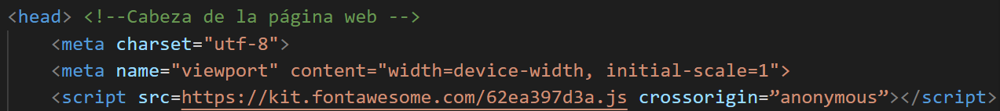 <head> <!--Cabeza de la página web -->
<meta charset="utf-8">
<meta name="viewport" content="width=device-width, initial-scale=1">
<script src=https://kit.fontawesome.com/62ea397d3a.js crossorigin=”anonymous”></script>